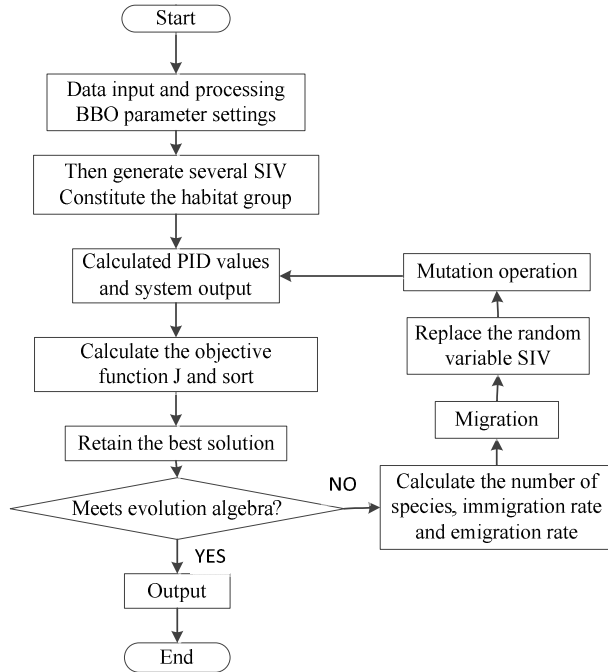 Start
Data input and processing
BBO parameter settings
Then generate several SIV
Constitute the habitat group
Calculated PID values
and system output
Calculate the objective
function J and sort
Retain the best solution
Meets evolution algebra?
NO
YES
Output
End
Calculate the number of
species, immigration rate
and emigration rate
Migration
Replace the random
variable SIV
Mutation operation